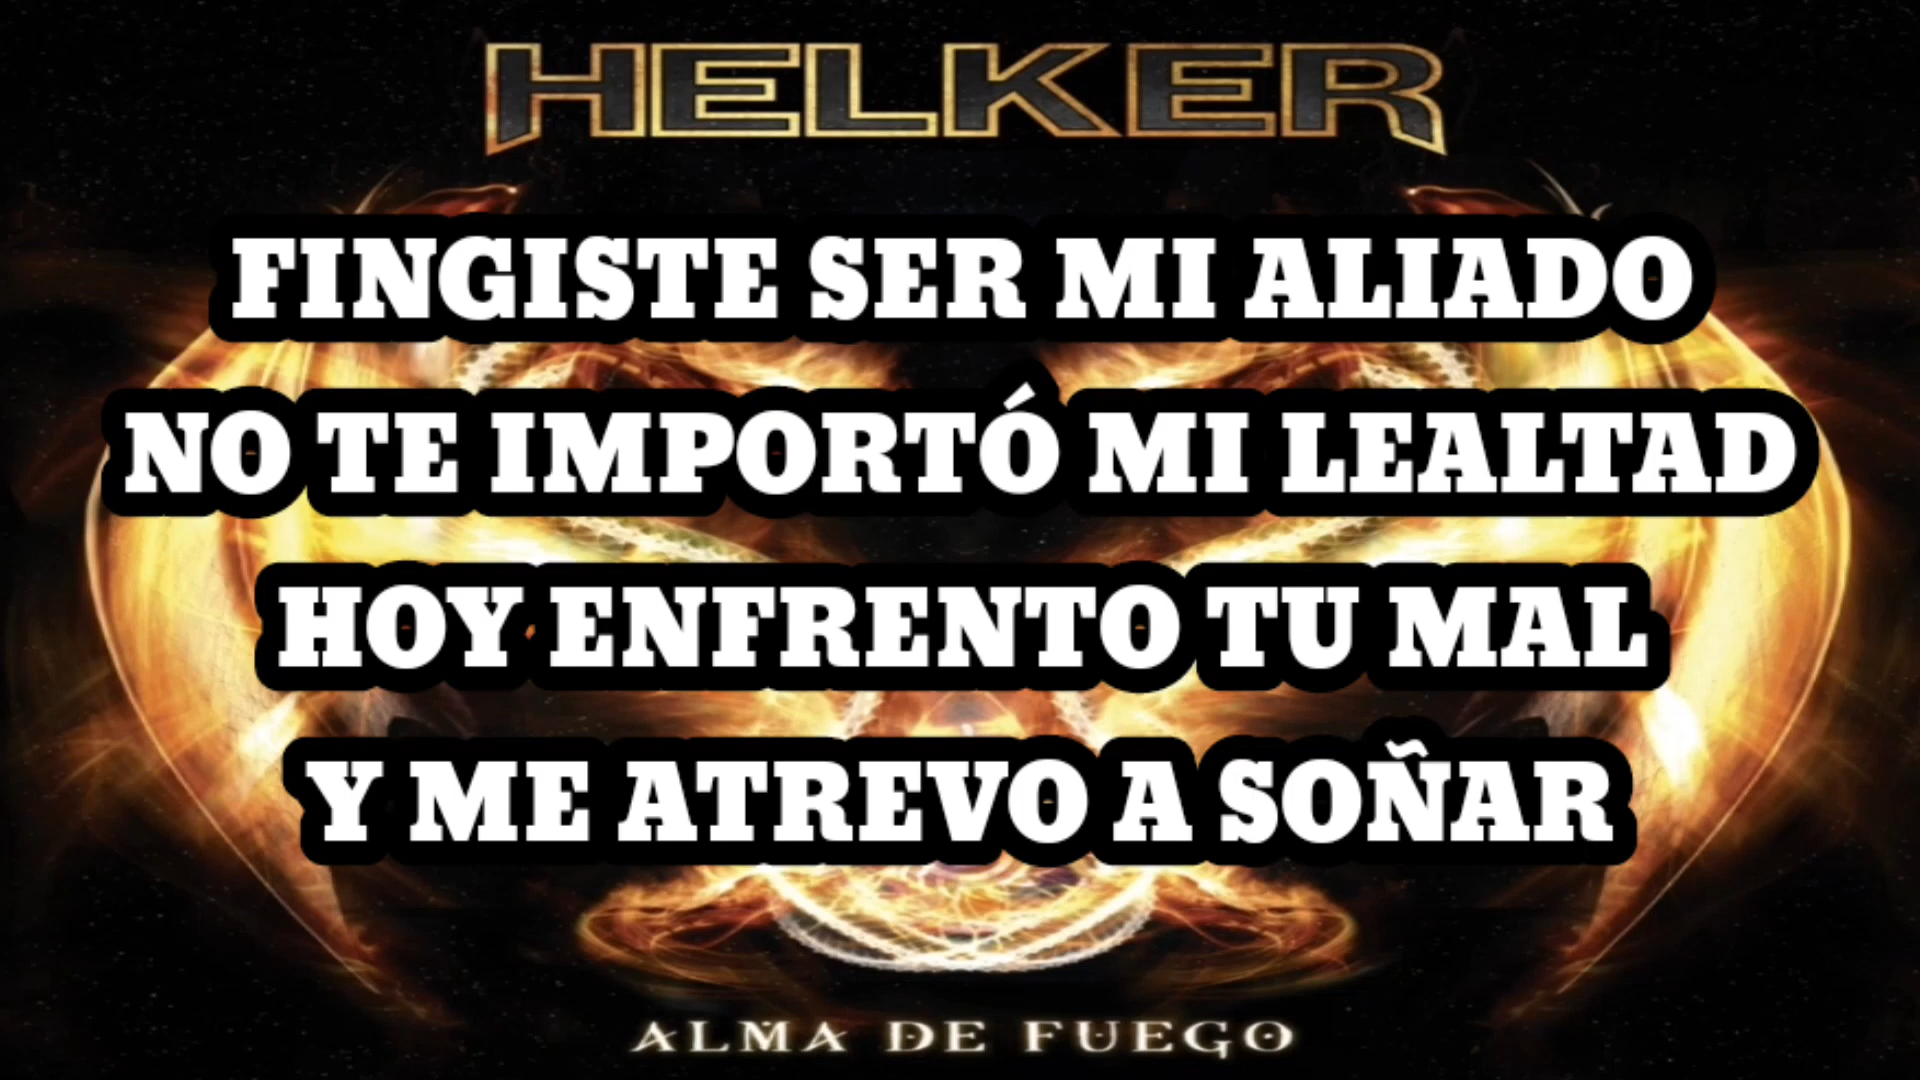 HELKER
FINGISTE SER MI ALIADO
NO TE IMPORTÓ MI LEALTAD
HOY ENFRENTO TU MAL
Y ME ATREVO A SOÑAR
ALMA DE FUEGO